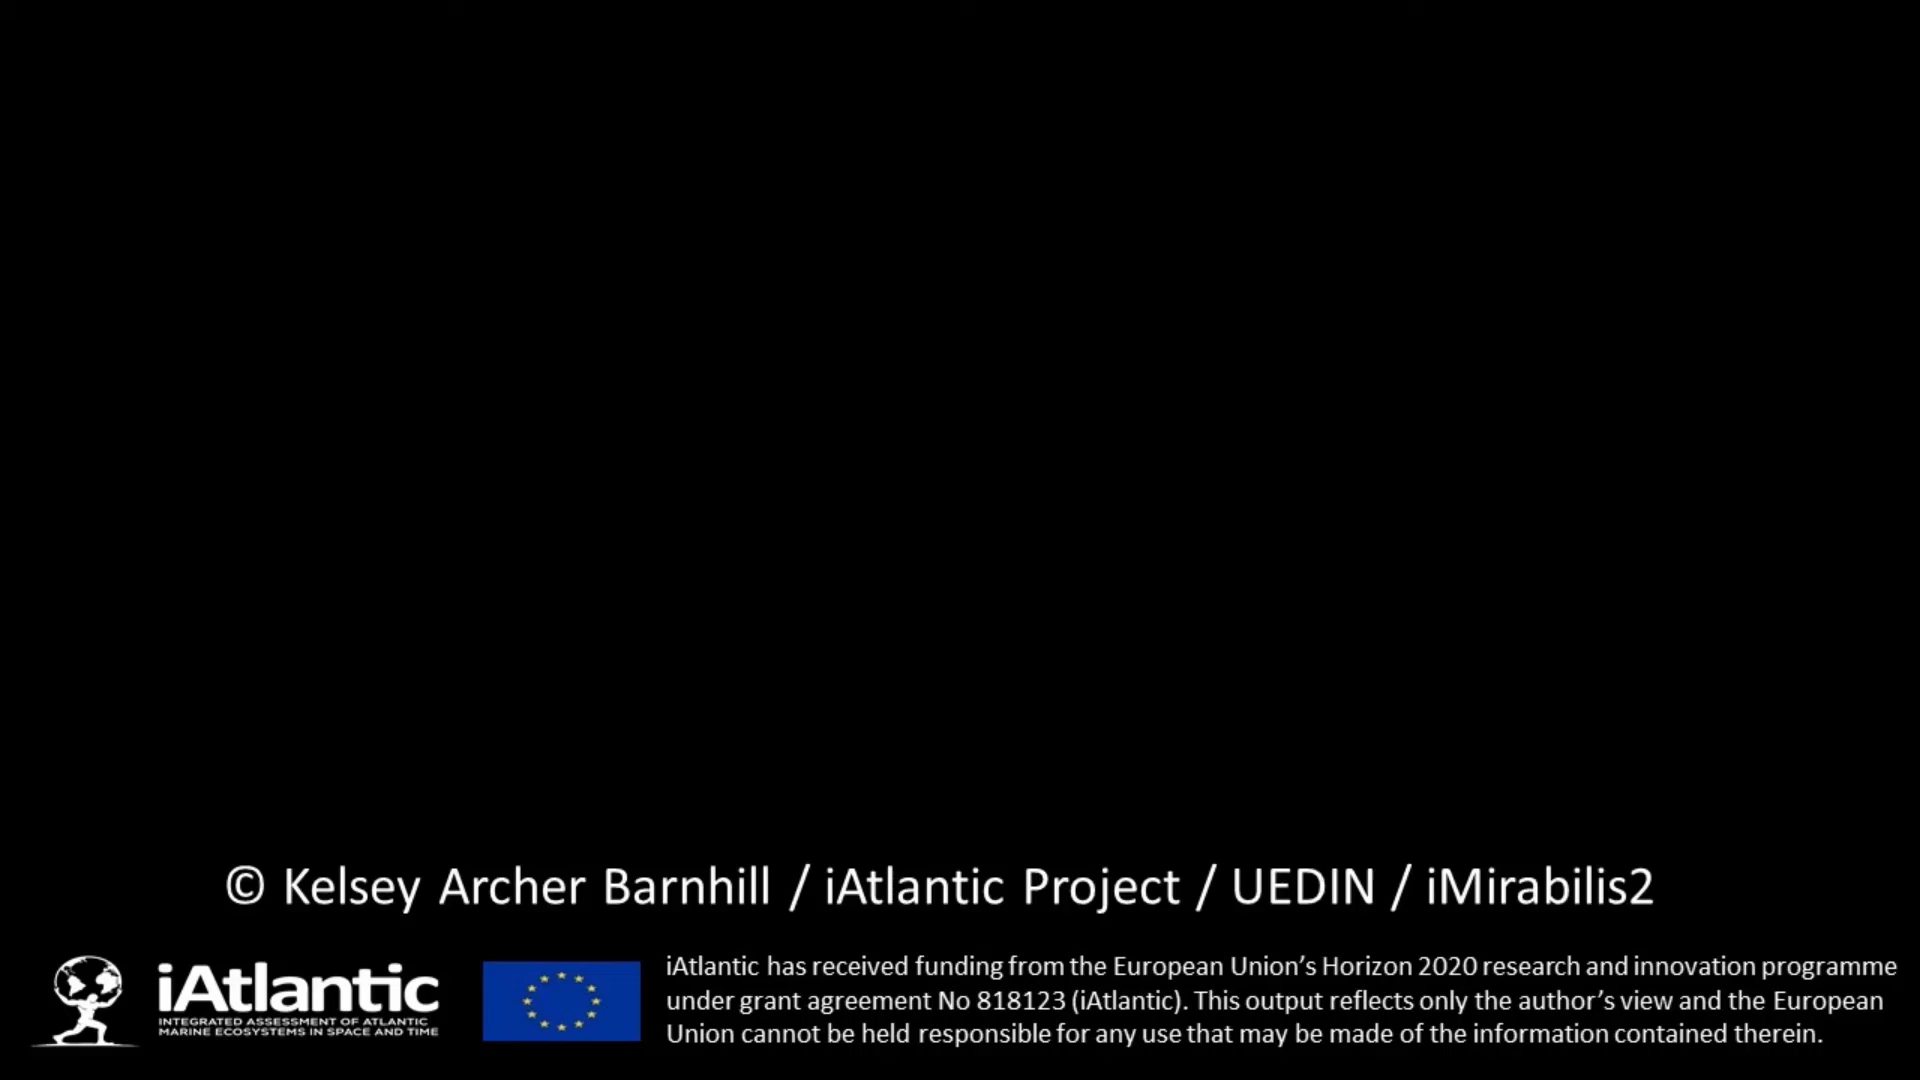 © Kelsey Archer Barnhill / iAtlantic Project / UEDIN / iMirabilis2
iAtlantic
INTEGRATED ASSESSMENT OF ATLANTIC
MARINE ECOSYSTEMS IN SPACE AND TIME
iAtlantic has received funding from the European Union’s Horizon 2020 research and innovation programme
under grant agreement No 818123 (iAtlantic). This output reflects only the author’s view and the European
Union cannot be held responsible for any use that may be made of the information contained therein.